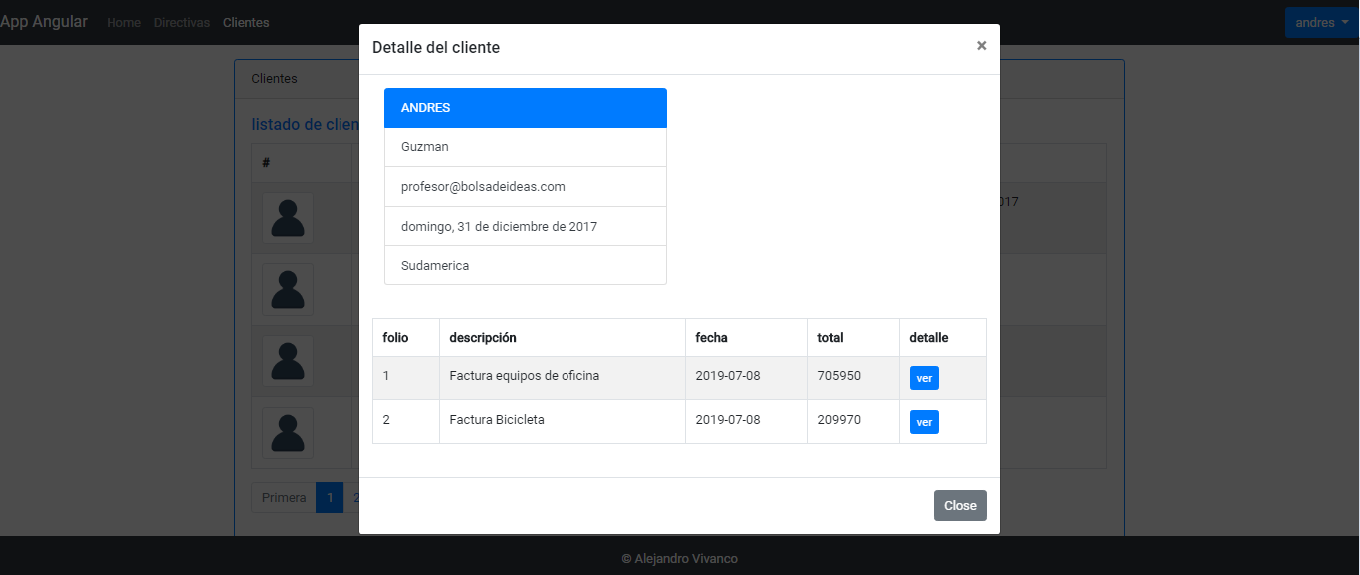 App Angular Home Directivas Clientes andres
Detalle del cliente ×
Clientes
ANDRES
listado de clien
Guzman
#
profesor@bolsadeideas.com
017
domingo, 31 de diciembre de 2017
Sudamerica
folio descripción fecha total detalle
1 Factura equipos de oficina 2019-07-08 705950 ver
2 Factura Bicicleta 2019-07-08 209970 ver
Primera 1 2
Close
© Alejandro Vivanco